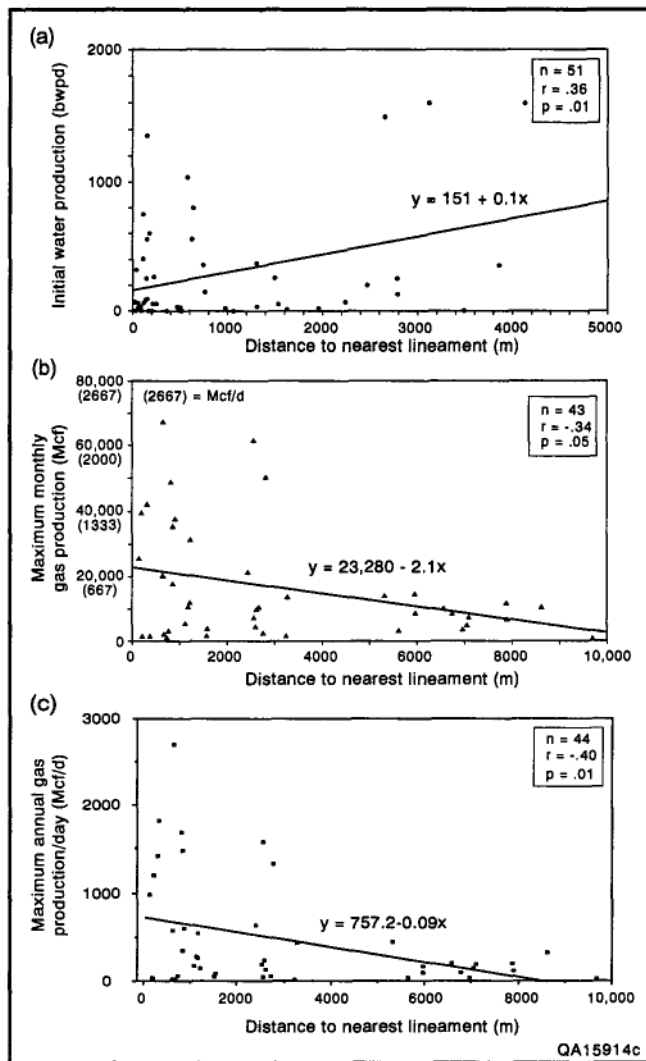 (a)
2000
1000
0
Initial water production (bwpd)
n = 51
r = .36
p = .01
y = 151 + 0.1x
0 1000 2000 3000 4000 5000
Distance to nearest lineament (m)
(b)
80,000
(2667)
60,000
(2000)
40,000
(1333)
20,000
(667)
0
Maximum monthly
gas production (Mcf)
(2667) = Mcf/d
n = 43
r = -.34
p = .05
y = 23,280 - 2.1x
0 2000 4000 6000 8000 10,000
Distance to nearest lineament (m)
(c)
3000
2000
1000
0
Maximum annual gas
production/day (Mcf/d)
n = 44
r = -.40
p = .01
y = 757.2-0.09x
0 2000 4000 6000 8000 10,000
Distance to nearest lineament (m)
QA15914c